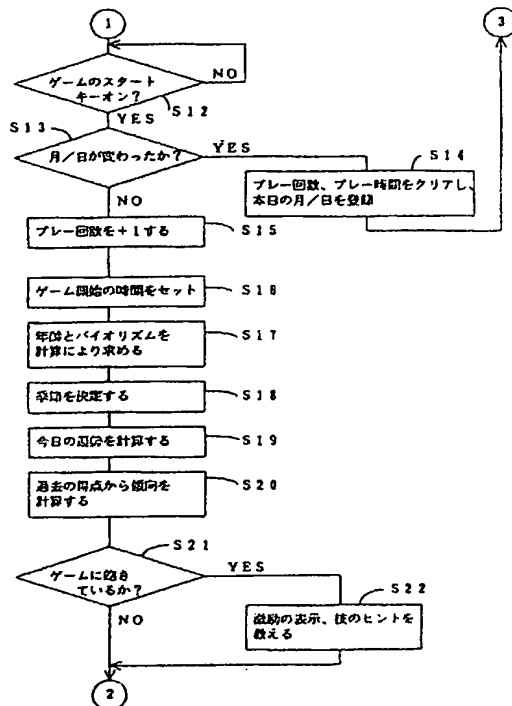 1
3
ゲームのスタート
キーオン？
NO
S12
YES
S13
月／日が変わったか？
YES
S14
プレー回数、プレー時間をクリアし、
本日の月／日を登録
NO
プレー回数を＋1する
S15
ゲーム開始の時間をセット
S16
年齢とバイオリズムを
計算により求める
S17
季節を決定する
S18
今日の運勢を計算する
S19
過去の得点から傾向を
計算する
S20
S21
ゲームに飽き
ているか？
YES
S22
激励の表示、技のヒントを
教える
NO
2